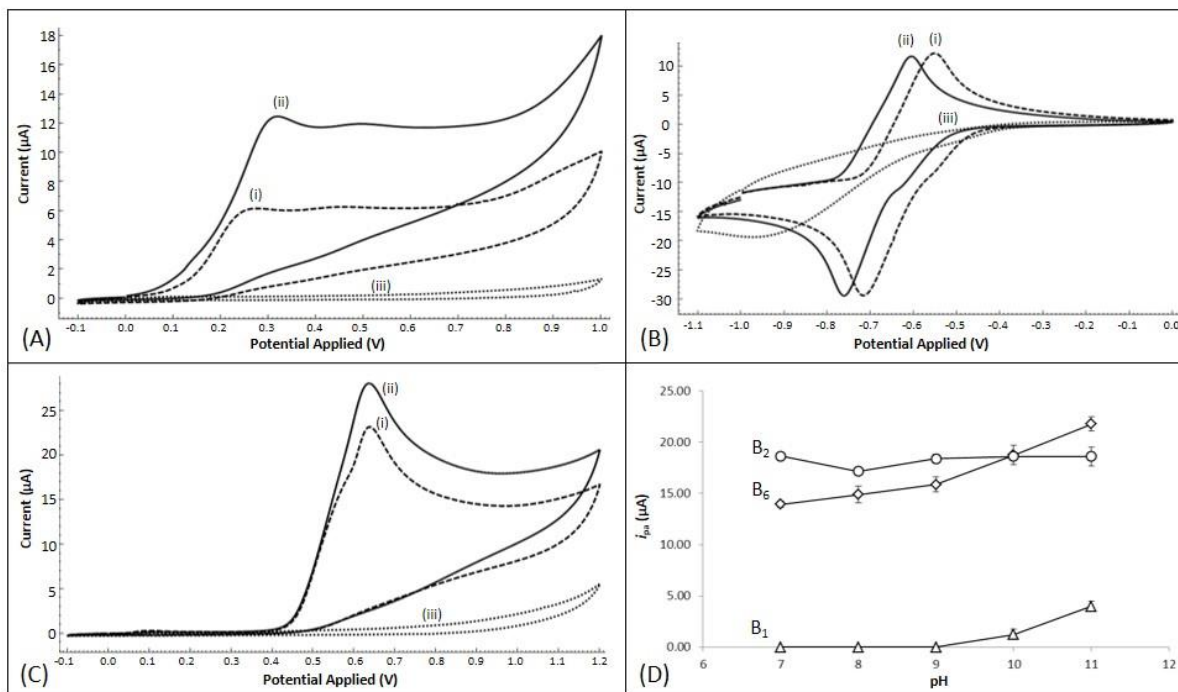 18
16
14
12
10
8
6
4
2
0
Current (µA)
(ii)
(i)
(iii)
-0.1 0.0 0.1 0.2 0.3 0.4 0.5 0.6 0.7 0.8 0.9 1.0
Potential Applied (V)
(A)
10
5
0
-5
-10
-15
-20
-25
-30
Current (µA)
(ii) (i)
(iii)
-1.1 -1.0 -0.9 -0.8 -0.7 -0.6 -0.5 -0.4 -0.3 -0.2 -0.1 0.0
Potential Applied (V)
(B)
25
20
15
10
5
0
Current (µA)
(ii)
(i)
(iii)
-0.1 0.0 0.1 0.2 0.3 0.4 0.5 0.6 0.7 0.8 0.9 1.0 1.1 1.2
Potential Applied (V)
(C)
25.00
20.00
15.00
10.00
5.00
0.00
ipa (µA)
B2
B6
B1
6 7 8 9 10 11 12
pH
(D)